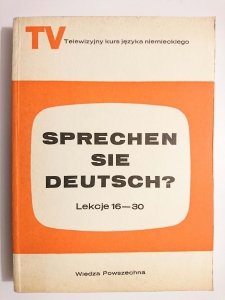 TV Telewizyjny kurs języka niemieckiego
SPRECHEN
SIE
DEUTSCH?
Lekcje 16—30
Wiedza Powszechna